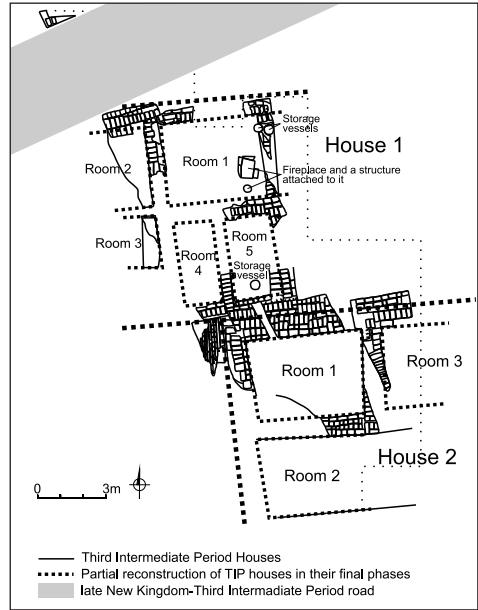 Storage
vessels
House 1
Room 1
Room 2
Fireplace and a structure
attached to it
Room 3
Room
4
Room
5
Storage
vessel
Room 1
Room 3
House 2
Room 2
0 3m
Third Intermediate Period Houses
Partial reconstruction of TIP houses in their final phases
late New Kingdom-Third Intermadiate Period road